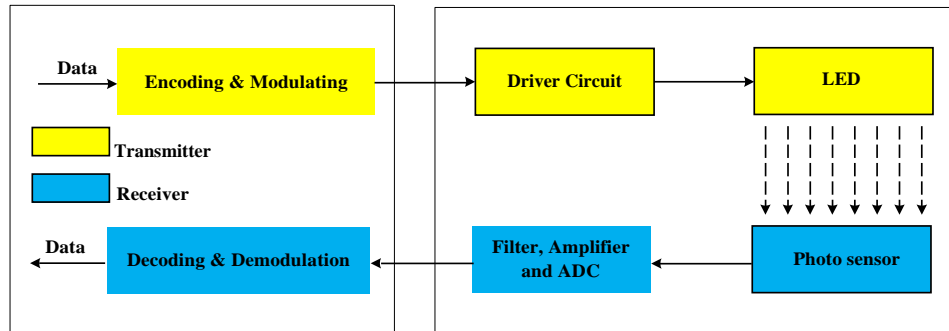 Data
Encoding & Modulating
Driver Circuit
LED
Transmitter
Receiver
Data
Decoding & Demodulation
Filter, Amplifier
and ADC
Photo sensor